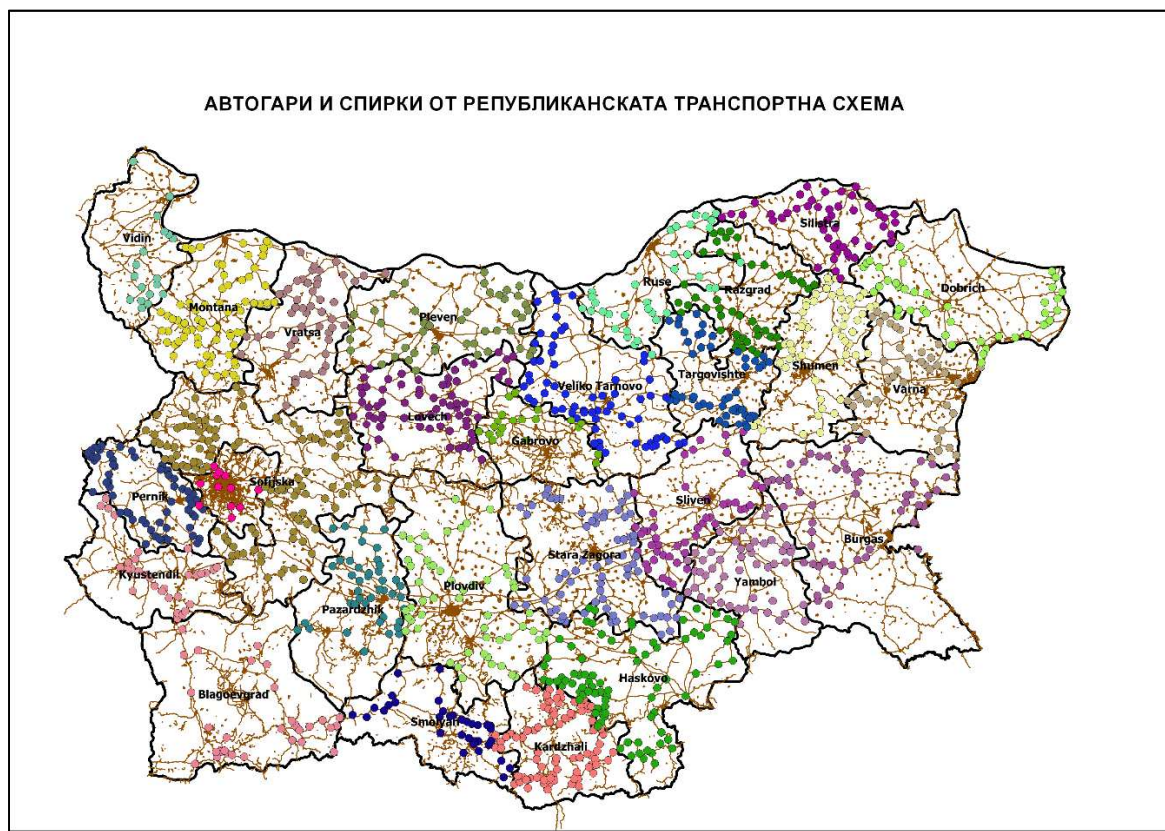 АВТОГАРИ И СПИРКИ ОТ РЕПУБЛИКАНСКАТА ТРАНСПОРТНА СХЕМА
Silistra
Vidin
Ruse
Razgrad
Dobrich
Montana
Pleven
Vratsa
Shumen
Targovishte
Veliko Tarnovo
Varna
Lovech
Gabrovo
Sofijska
Pernik
Sliven
Burgas
Stara Zagora
Kyustendil
Yambol
Plovdiv
Pazardzhik
Haskovo
Blagoevgrad
Smolyan
Kardzhali